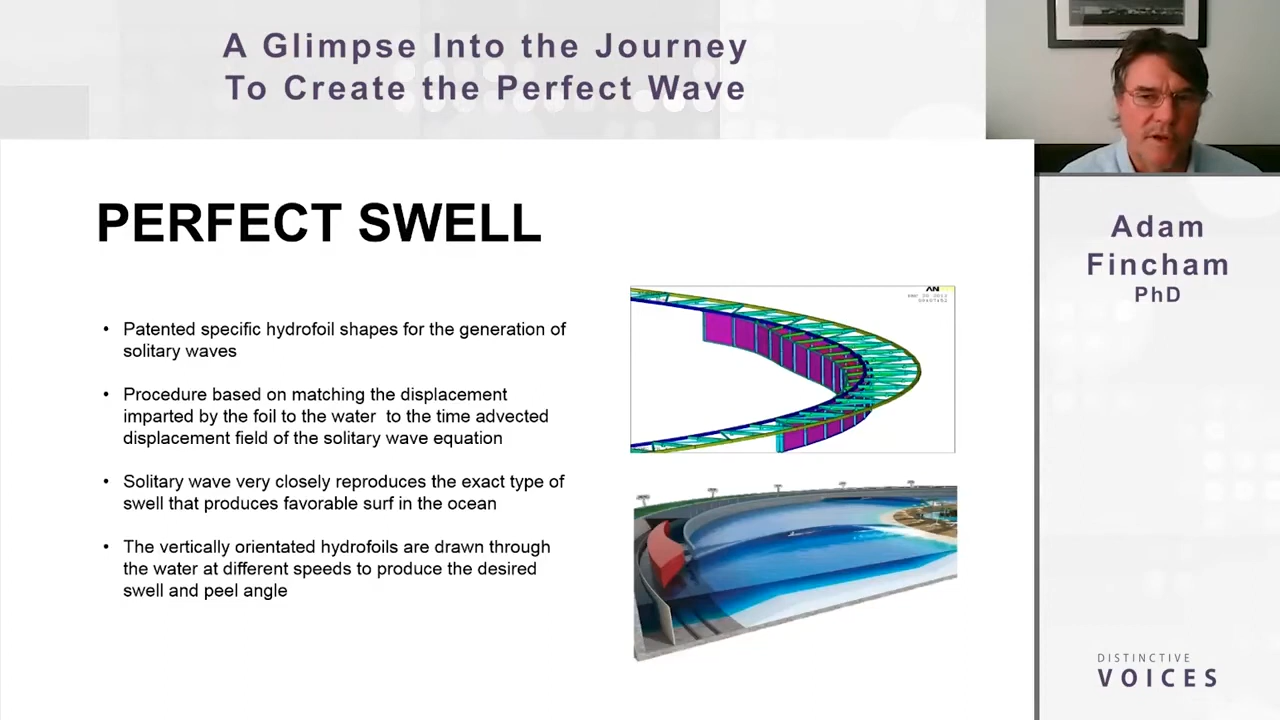 A Glimpse Into the Journey
To Create the Perfect Wave
PERFECT SWELL
• Patented specific hydrofoil shapes for the generation of
solitary waves
• Procedure based on matching the displacement
imparted by the foil to the water to the time advected
displacement field of the solitary wave equation
• Solitary wave very closely reproduces the exact type of
swell that produces favorable surf in the ocean
• The vertically orientated hydrofoils are drawn through
the water at different speeds to produce the desired
swell and peel angle
AN
Adam
Fincham
PhD
DISTINCTIVE
VOICES